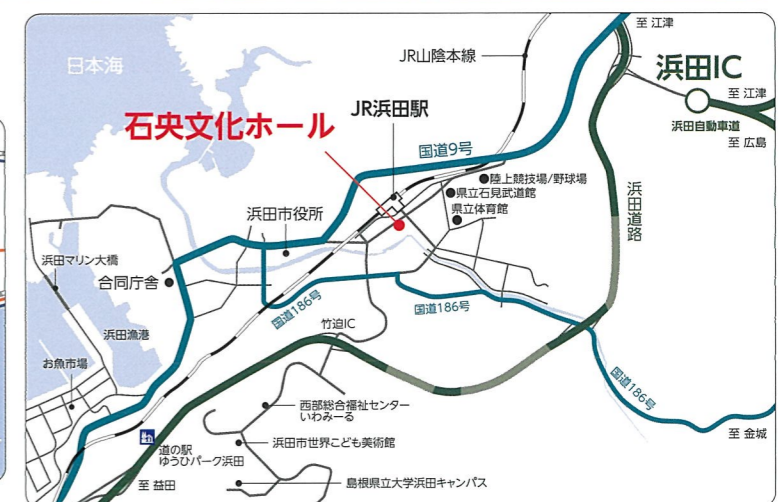 至 江津
日本海
JR山陰本線
浜田IC
至 江津
浜田自動車道
至 広島
石央文化ホール
JR浜田駅
国道9号
陸上競技場/野球場
県立石見武道館
県立体育館
浜田道路
浜田市役所
浜田マリン大橋
合同庁舎
国道186号
国道186号
浜田漁港
竹迫IC
お魚市場
国道186号
西部総合福祉センター
いわみーる
至 金城
道の駅
ゆうひパーク浜田
浜田市世界こども美術館
至 益田
島根県立大学浜田キャンパス